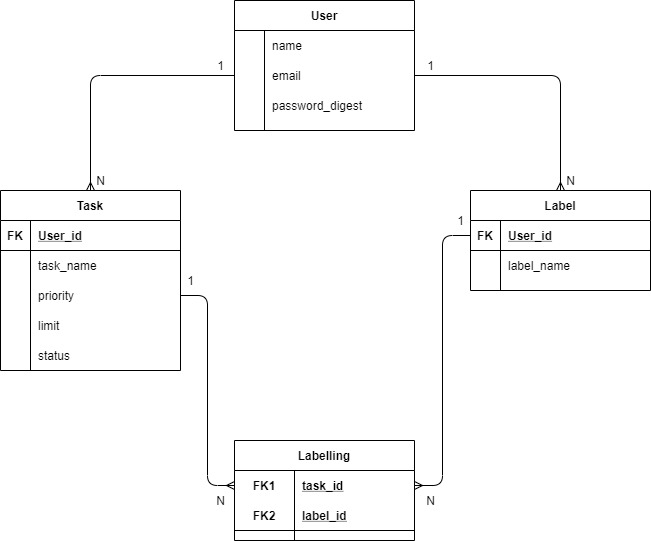 User
name
email
password_digest
1
1
N
N
Task
FK User_id
task_name
priority
limit
status
Label
FK User_id
label_name
1
1
Labelling
FK1 task_id
FK2 label_id
N
N